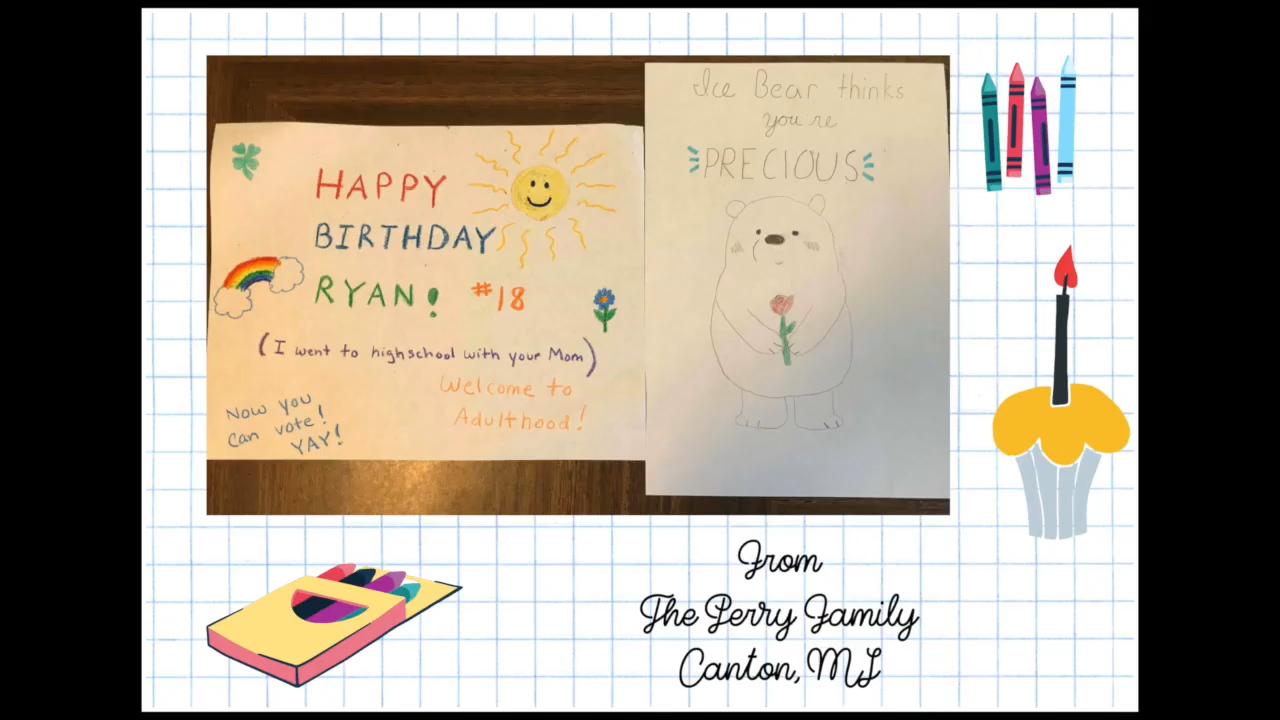 HAPPY
BIRTHDAY
RYAN! #18
(I went to highschool with your Mom)
Welcome to
Adulthood!
Now you
can vote!
YAY!
Ice Bear thinks
you're
PRECIOUS
From
The Perry Family
Canton, MI